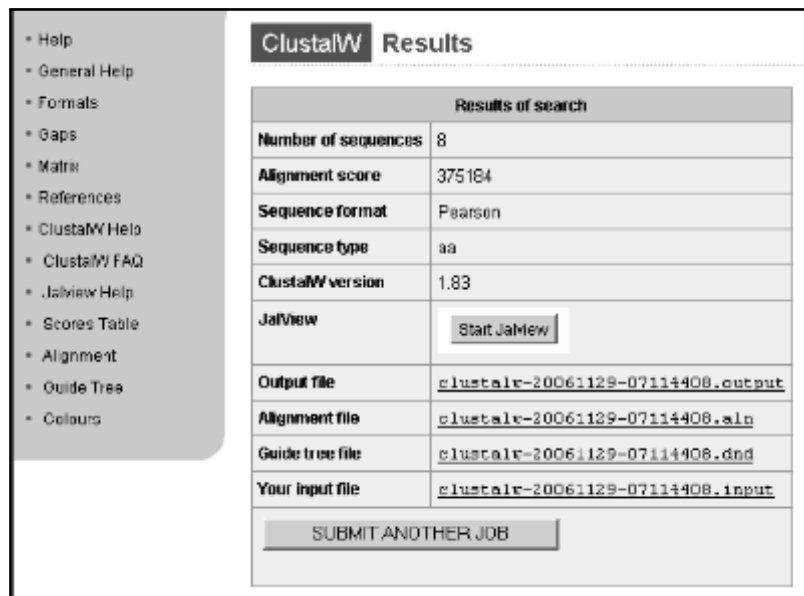 Help
General Help
Formats
Gaps
Matrix
References
ClustalW Help
ClustalW FAQ
Jalview Help
Scores Table
Alignment
Guide Tree
Colours
ClustalW Results
Results of search
Number of sequences 8
Alignment score 375184
Sequence format Pearson
Sequence type aa
ClustalW version 1.83
JalView Start Jalview
Output file clustalw-20061129-07114408.output
Alignment file clustalw-20061129-07114408.aln
Guide tree file clustalw-20061129-07114408.dnd
Your input file clustalw-20061129-07114408.input
SUBMIT ANOTHER JOB